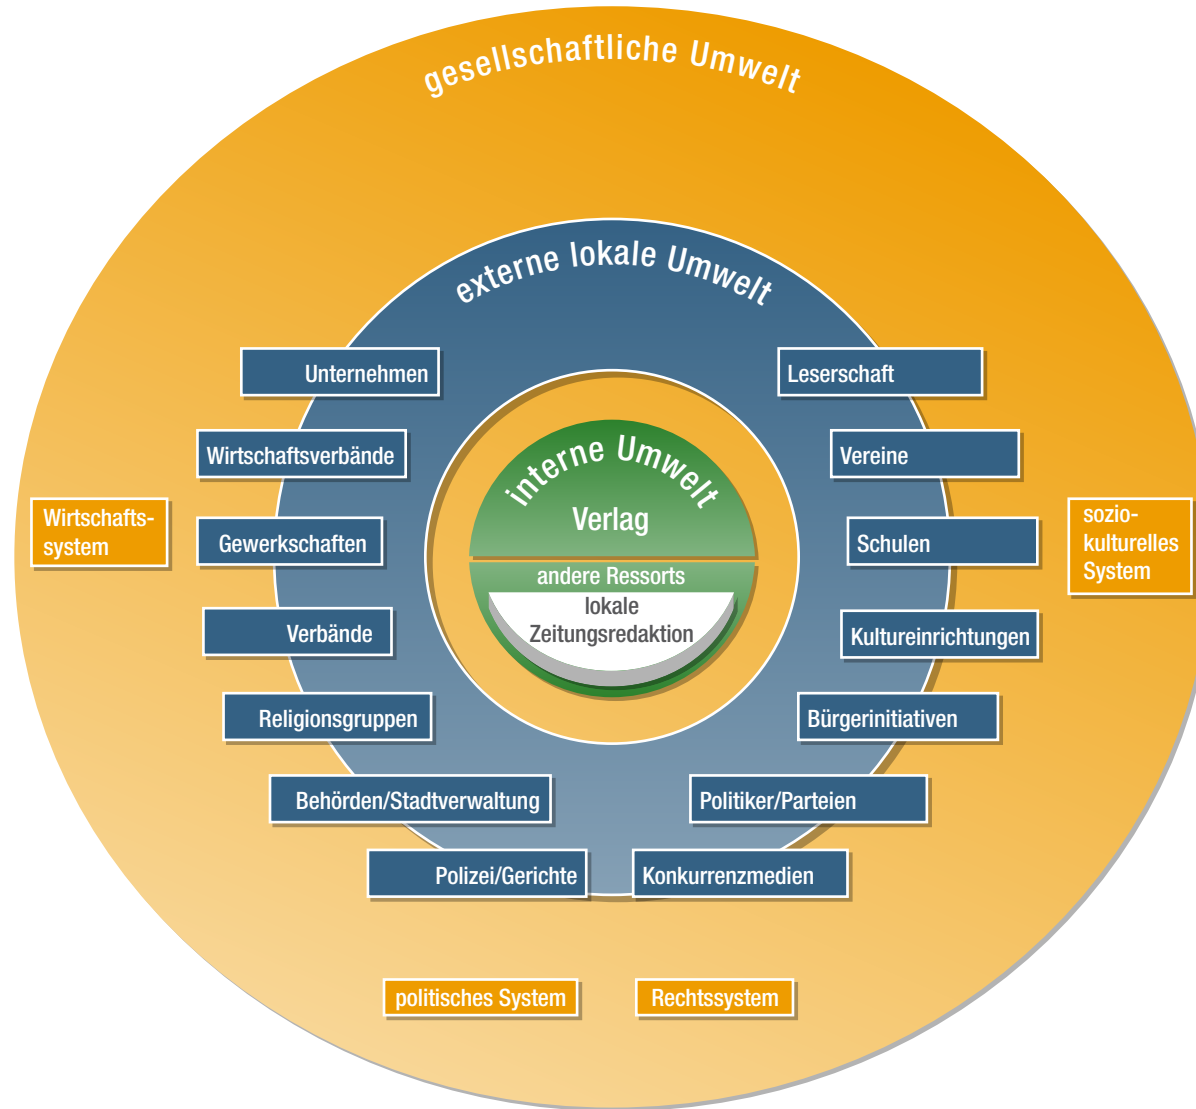 gesellschaftliche Umwelt
externe lokale Umwelt
Unternehmen
Leserschaft
interne Umwelt
Wirtschaftsverbände
Vereine
Verlag
Wirtschafts-
system
Gewerkschaften
Schulen
sozio-
kulturelles
System
andere Ressorts
lokale
Zeitungsredaktion
Verbände
Kultureinrichtungen
Religionsgruppen
Bürgerinitiativen
Behörden/Stadtverwaltung
Politiker/Parteien
Polizei/Gerichte
Konkurrenzmedien
politisches System
Rechtssystem